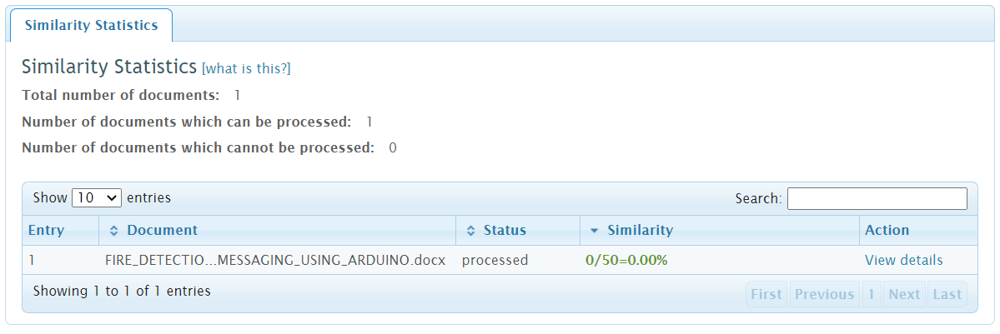 Similarity Statistics
Similarity Statistics [what is this?]
Total number of documents: 1
Number of documents which can be processed: 1
Number of documents which cannot be processed: 0
Show 10 entries Search:
Entry Document Status Similarity Action
1 FIRE_DETECTIO...MESSAGING_USING_ARDUINO.docx processed 0/50=0.00% View details
Showing 1 to 1 of 1 entries First Previous 1 Next Last